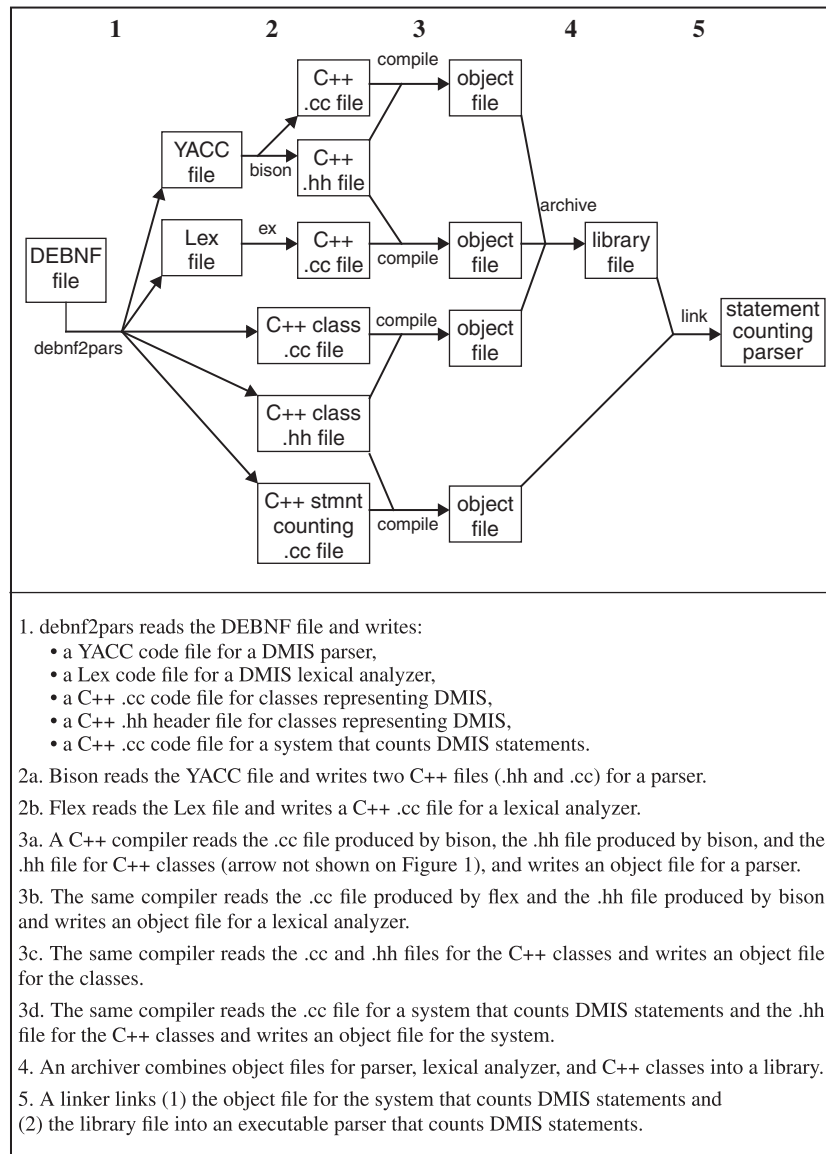 1 2 3 4 5
compile
C++
.cc file
object
file
YACC
file
bison
C++
.hh file
archive
DEBNF
file
Lex
file
ex
C++
.cc file
compile
object
file
library
file
debnf2pars
C++ class
.cc file
compile
object
file
link
statement
counting
parser
C++ class
.hh file
C++ stmnt
counting
.cc file
compile
object
file
1. debnf2pars reads the DEBNF file and writes:
• a YACC code file for a DMIS parser,
• a Lex code file for a DMIS lexical analyzer,
• a C++ .cc code file for classes representing DMIS,
• a C++ .hh header file for classes representing DMIS,
• a C++ .cc code file for a system that counts DMIS statements.
2a. Bison reads the YACC file and writes two C++ files (.hh and .cc) for a parser.
2b. Flex reads the Lex file and writes a C++ .cc file for a lexical analyzer.
3a. A C++ compiler reads the .cc file produced by bison, the .hh file produced by bison, and the
.hh file for C++ classes (arrow not shown on Figure 1), and writes an object file for a parser.
3b. The same compiler reads the .cc file produced by flex and the .hh file produced by bison
and writes an object file for a lexical analyzer.
3c. The same compiler reads the .cc and .hh files for the C++ classes and writes an object file
for the classes.
3d. The same compiler reads the .cc file for a system that counts DMIS statements and the .hh
file for the C++ classes and writes an object file for the system.
4. An archiver combines object files for parser, lexical analyzer, and C++ classes into a library.
5. A linker links (1) the object file for the system that counts DMIS statements and
(2) the library file into an executable parser that counts DMIS statements.